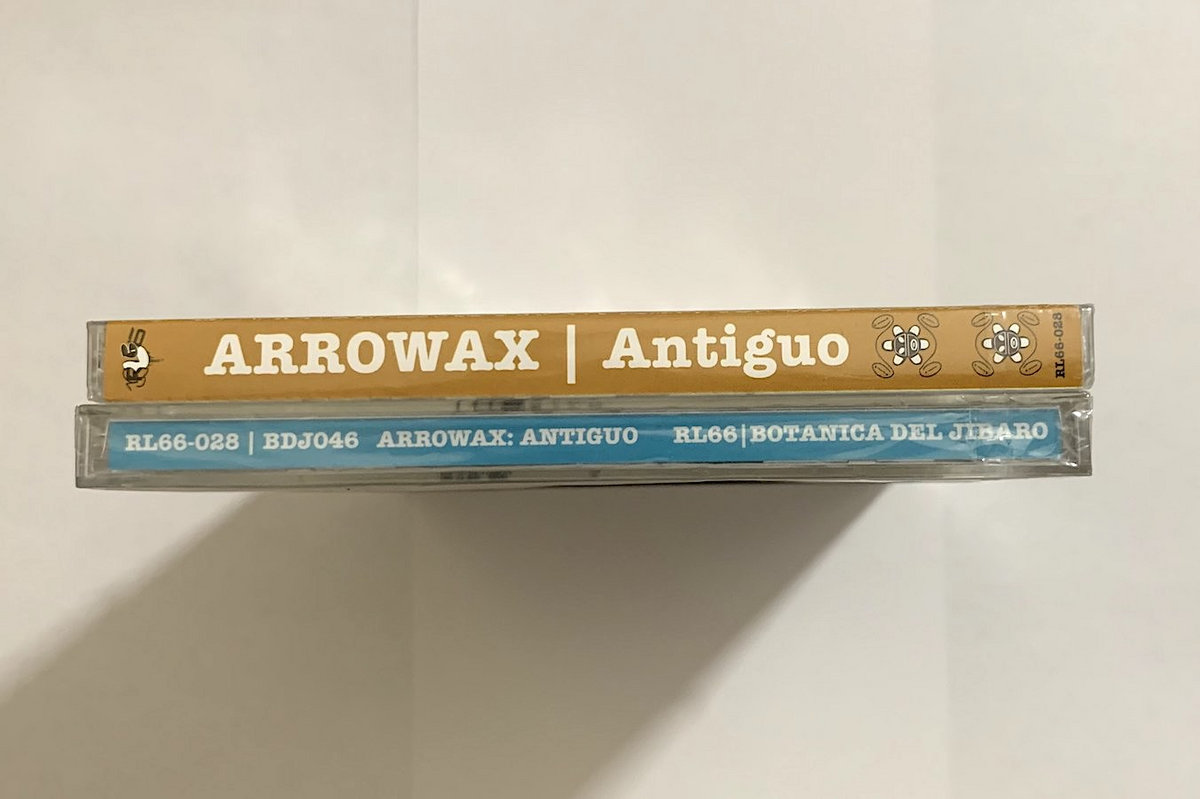 ARROWAX | Antiguo
RL66-028
RL66-028 | BDJ046 ARROWAX: ANTIGUO RL66|BOTANICA DEL JIBARO